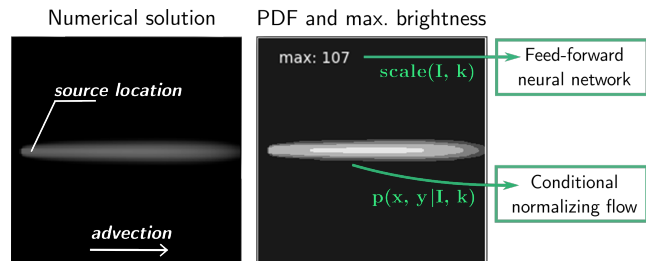 Numerical solution
PDF and max. brightness
source location
advection
max: 107
scale(I, k)
p(x, y|I, k)
Feed-forward
neural network
Conditional
normalizing flow